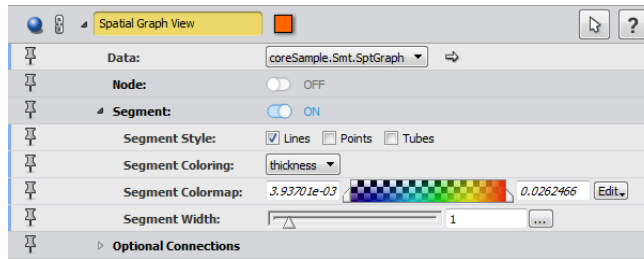 Spatial Graph View ?
Data: coreSample.Smt.SptGraph
Node: OFF
Segment: ON
Segment Style: Lines Points Tubes
Segment Coloring: thickness
Segment Colormap: 3.93701e-03 0.0262466 Edit
Segment Width: 1 ...
Optional Connections